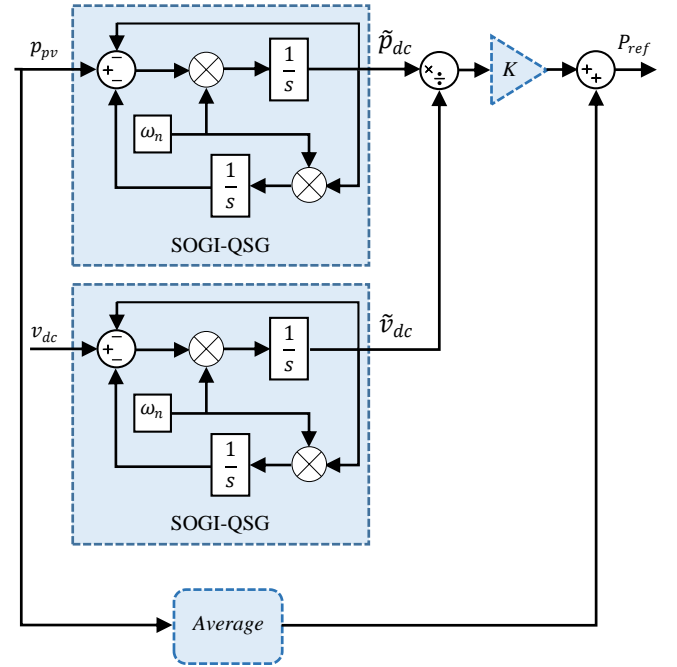 p_pv
−
+ −
1
s
p̃_dc
×
÷
K
+
+
P_ref
ω_n
1
s
SOGI-QSG
v_dc
−
+ −
1
s
ṽ_dc
ω_n
1
s
SOGI-QSG
Average